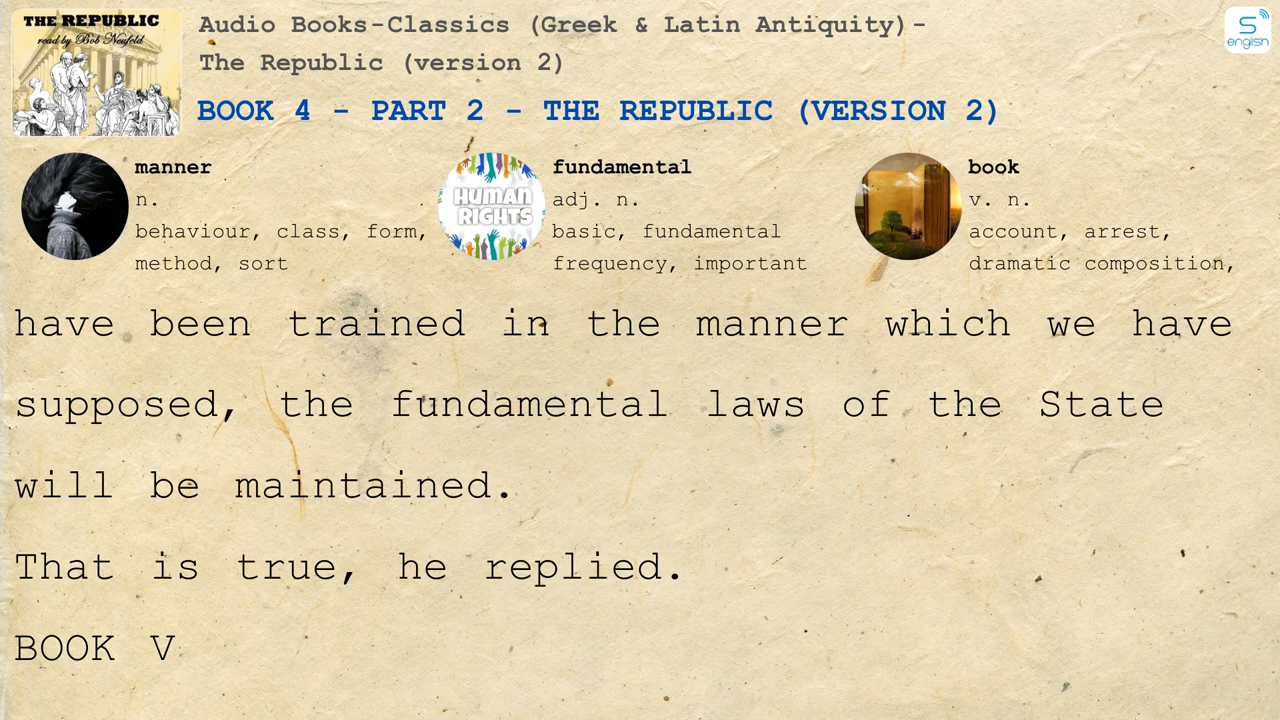 THE REPUBLIC
read by Bob Neufeld
Audio Books-Classics (Greek & Latin Antiquity)-
The Republic (version 2)
BOOK 4 - PART 2 - THE REPUBLIC (VERSION 2)
S
english
manner
n.
behaviour, class, form,
method, sort
HUMAN
RIGHTS
fundamental
adj. n.
basic, fundamental
frequency, important
book
v. n.
account, arrest,
dramatic composition,
have been trained in the manner which we have
supposed, the fundamental laws of the State
will be maintained.
That is true, he replied.
BOOK V